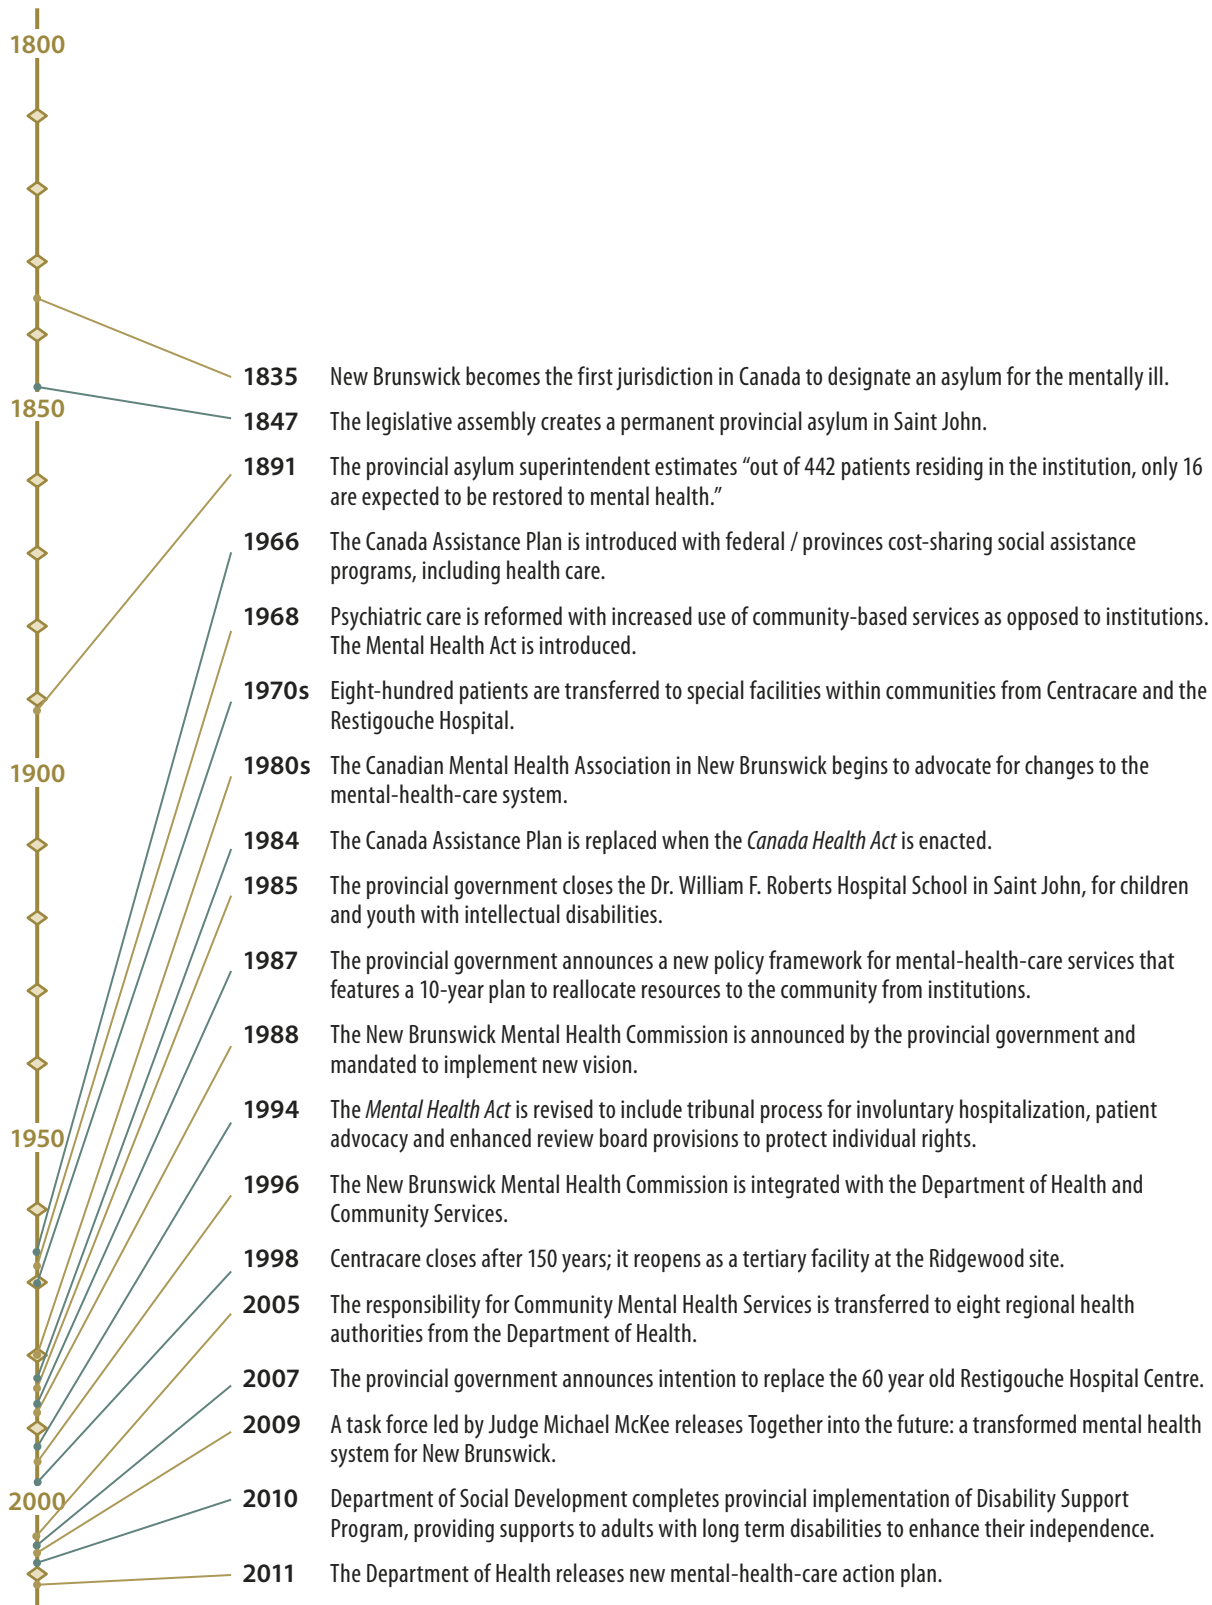 1800
1835 New Brunswick becomes the first jurisdiction in Canada to designate an asylum for the mentally ill.
1850
1847 The legislative assembly creates a permanent provincial asylum in Saint John.
1891 The provincial asylum superintendent estimates “out of 442 patients residing in the institution, only 16
are expected to be restored to mental health.”
1966 The Canada Assistance Plan is introduced with federal / provinces cost-sharing social assistance
programs, including health care.
1968 Psychiatric care is reformed with increased use of community-based services as opposed to institutions.
The Mental Health Act is introduced.
1970s Eight-hundred patients are transferred to special facilities within communities from Centracare and the
Restigouche Hospital.
1900
1980s The Canadian Mental Health Association in New Brunswick begins to advocate for changes to the
mental-health-care system.
1984 The Canada Assistance Plan is replaced when the Canada Health Act is enacted.
1985 The provincial government closes the Dr. William F. Roberts Hospital School in Saint John, for children
and youth with intellectual disabilities.
1987 The provincial government announces a new policy framework for mental-health-care services that
features a 10-year plan to reallocate resources to the community from institutions.
1988 The New Brunswick Mental Health Commission is announced by the provincial government and
mandated to implement new vision.
1994 The Mental Health Act is revised to include tribunal process for involuntary hospitalization, patient
advocacy and enhanced review board provisions to protect individual rights.
1950
1996 The New Brunswick Mental Health Commission is integrated with the Department of Health and
Community Services.
1998 Centracare closes after 150 years; it reopens as a tertiary facility at the Ridgewood site.
2005 The responsibility for Community Mental Health Services is transferred to eight regional health
authorities from the Department of Health.
2007 The provincial government announces intention to replace the 60 year old Restigouche Hospital Centre.
2009 A task force led by Judge Michael McKee releases Together into the future: a transformed mental health
system for New Brunswick.
2000
2010 Department of Social Development completes provincial implementation of Disability Support
Program, providing supports to adults with long term disabilities to enhance their independence.
2011 The Department of Health releases new mental-health-care action plan.